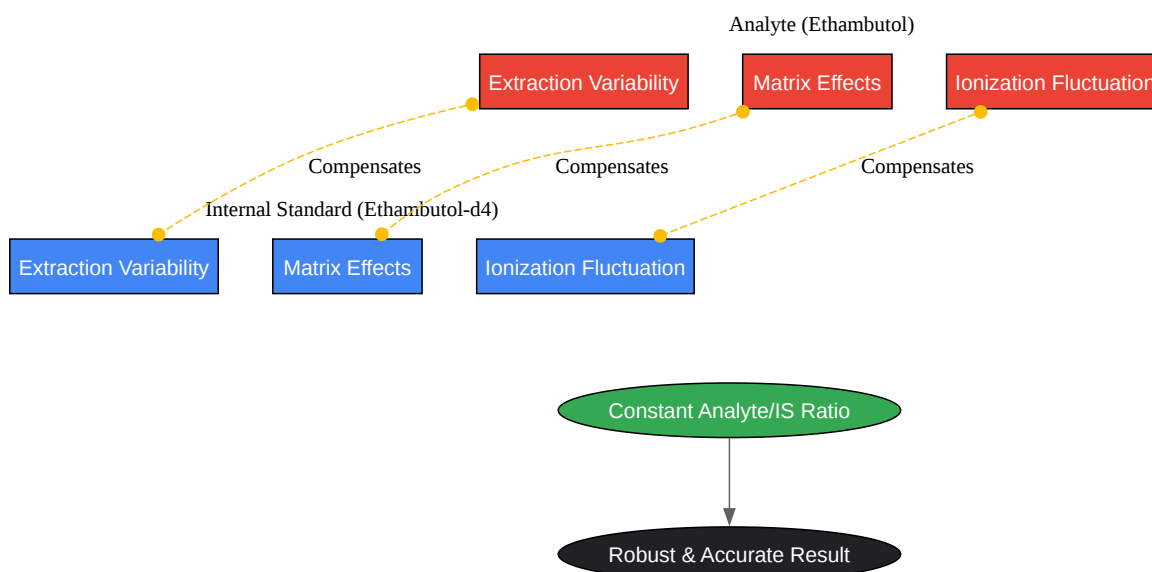 Analyte (Ethambutol)
Extraction Variability
Matrix Effects
Ionization Fluctuation
Compensates
Compensates
Compensates
Internal Standard (Ethambutol-d4)
Extraction Variability
Matrix Effects
Ionization Fluctuation
Constant Analyte/IS Ratio
Robust & Accurate Result